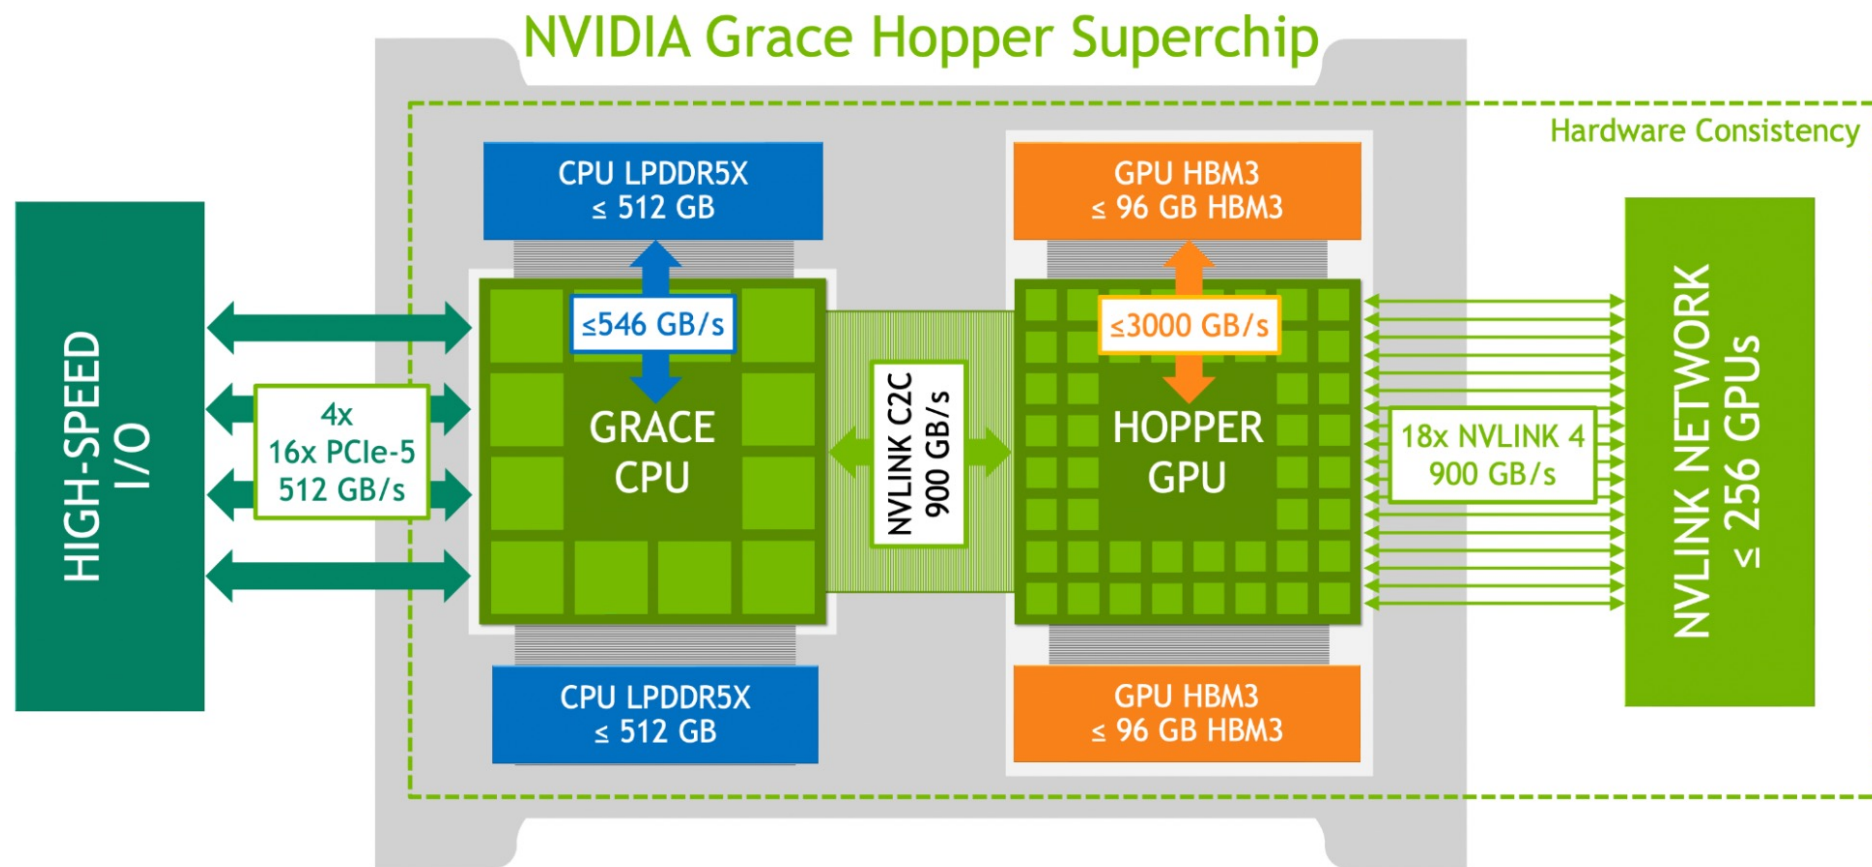 NVIDIA Grace Hopper Superchip
Hardware Consistency
CPU LPDDR5X
≤ 512 GB
GPU HBM3
≤ 96 GB HBM3
HIGH-SPEED
I/O
4x
16x PCIe-5
512 GB/s
≤546 GB/s
GRACE
CPU
NVLINK C2C
900 GB/s
≤3000 GB/s
HOPPER
GPU
18x NVLINK 4
900 GB/s
NVLINK NETWORK
≤ 256 GPUs
CPU LPDDR5X
≤ 512 GB
GPU HBM3
≤ 96 GB HBM3